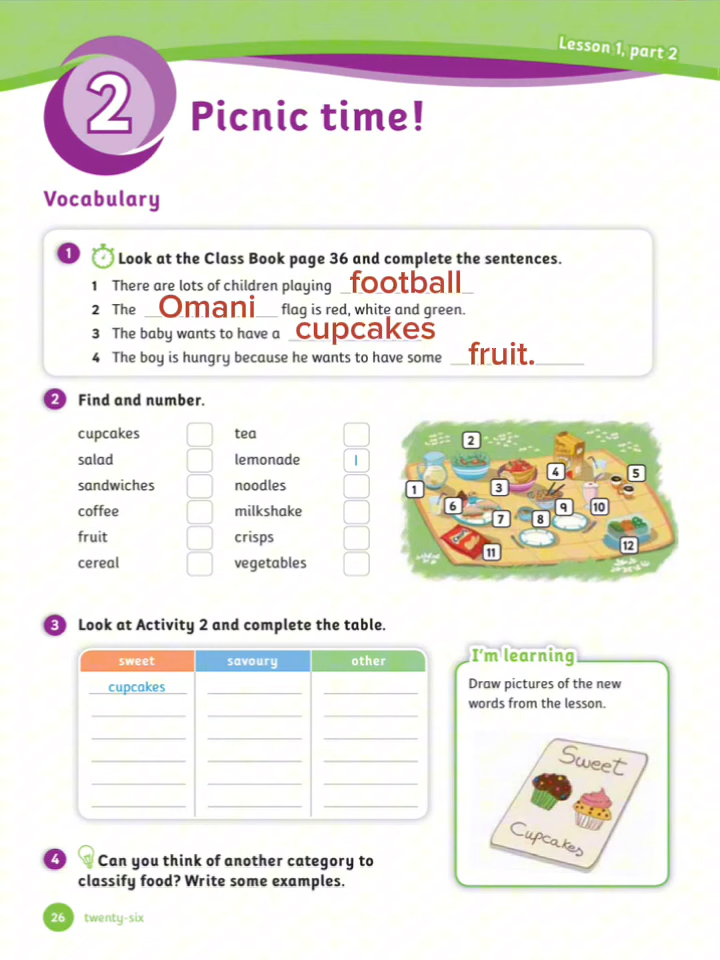 Lesson 1, part 2
2 Picnic time!
Vocabulary
1 Look at the Class Book page 36 and complete the sentences.
1 There are lots of children playing football
2 The Omani flag is red, white and green.
3 The baby wants to have a cupcakes
4 The boy is hungry because he wants to have some fruit.
2 Find and number.
cupcakes tea
salad lemonade 1
sandwiches noodles
coffee milkshake
fruit crisps
cereal vegetables
2
4
5
1
3
6
9
10
7
8
11
12
3 Look at Activity 2 and complete the table.
sweet savoury other
cupcakes
I'm learning
Draw pictures of the new
words from the lesson.
Sweet
Cupcakes
4 Can you think of another category to
classify food? Write some examples.
26 twenty-six